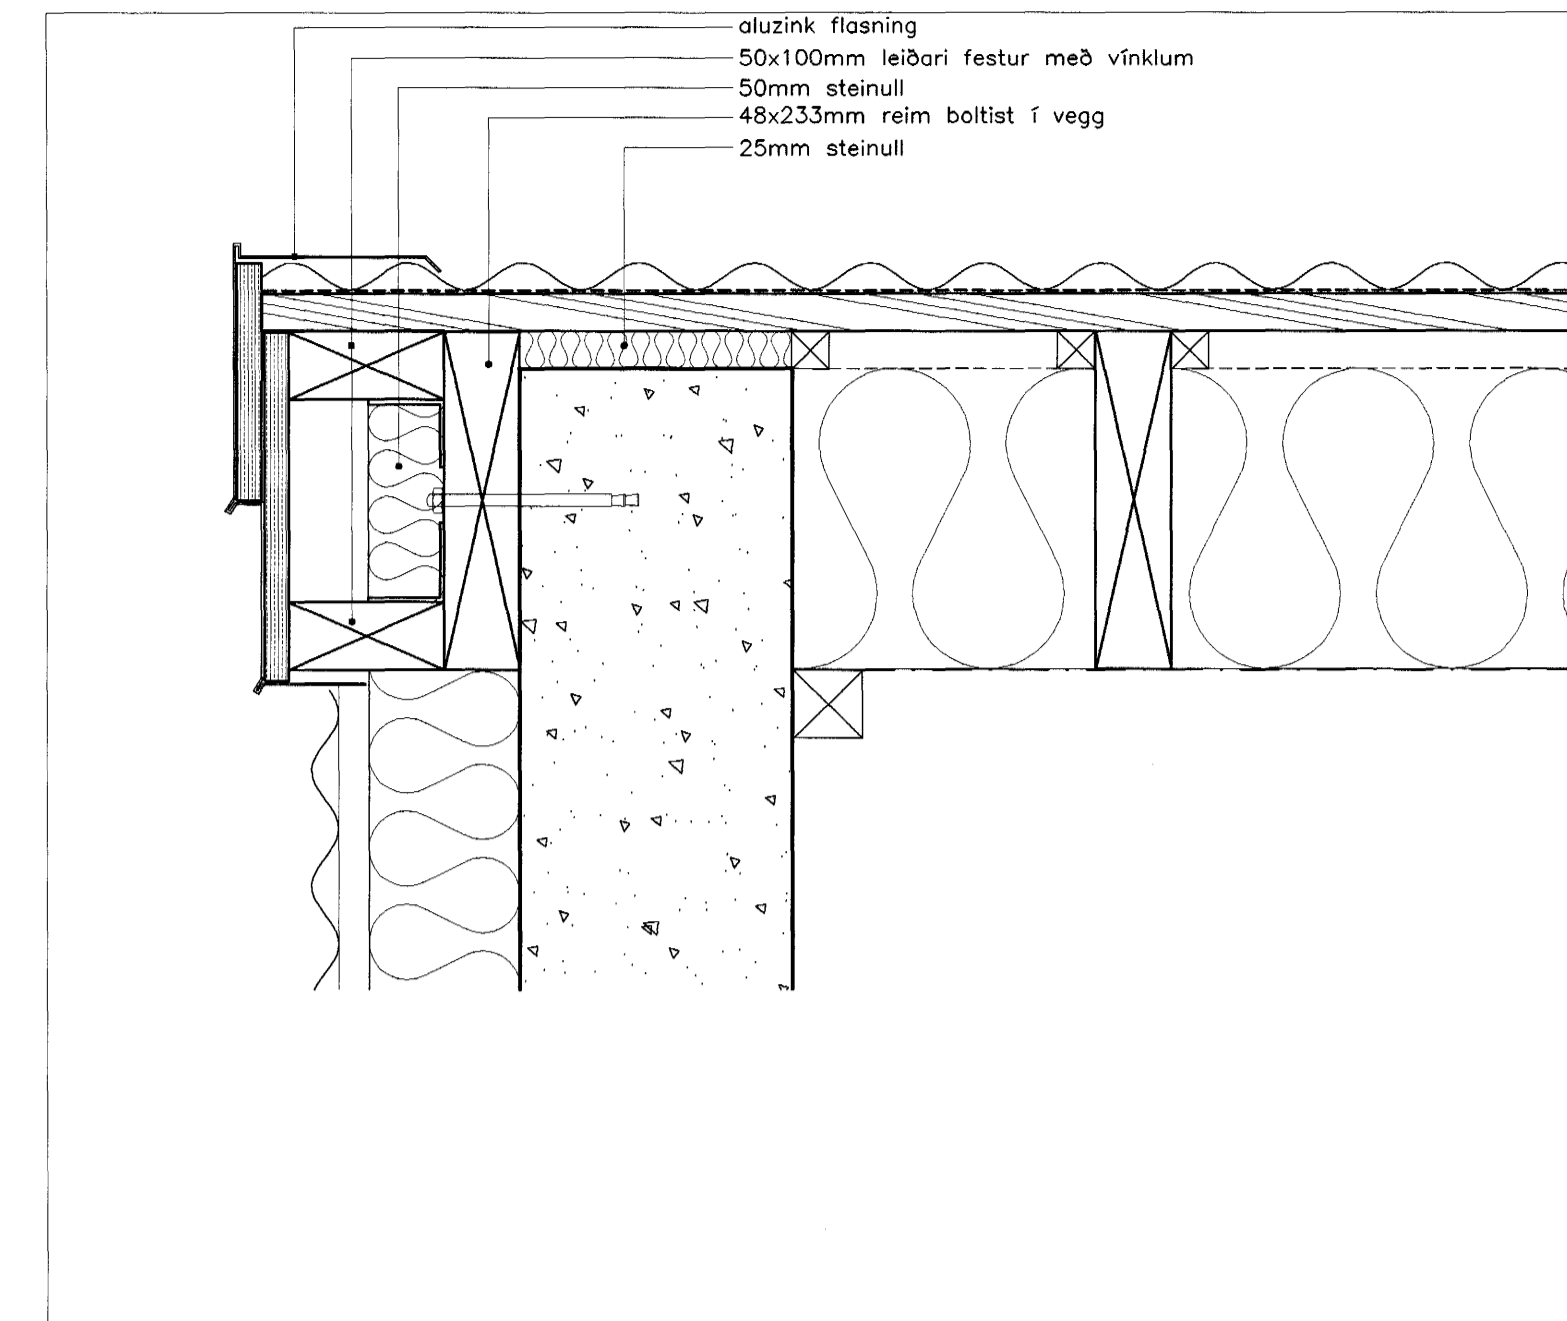 aluzink flasning
50x100mm leiðari festur með vínklum
50mm steinull
48x233mm reim boltist í vegg
25mm steinull